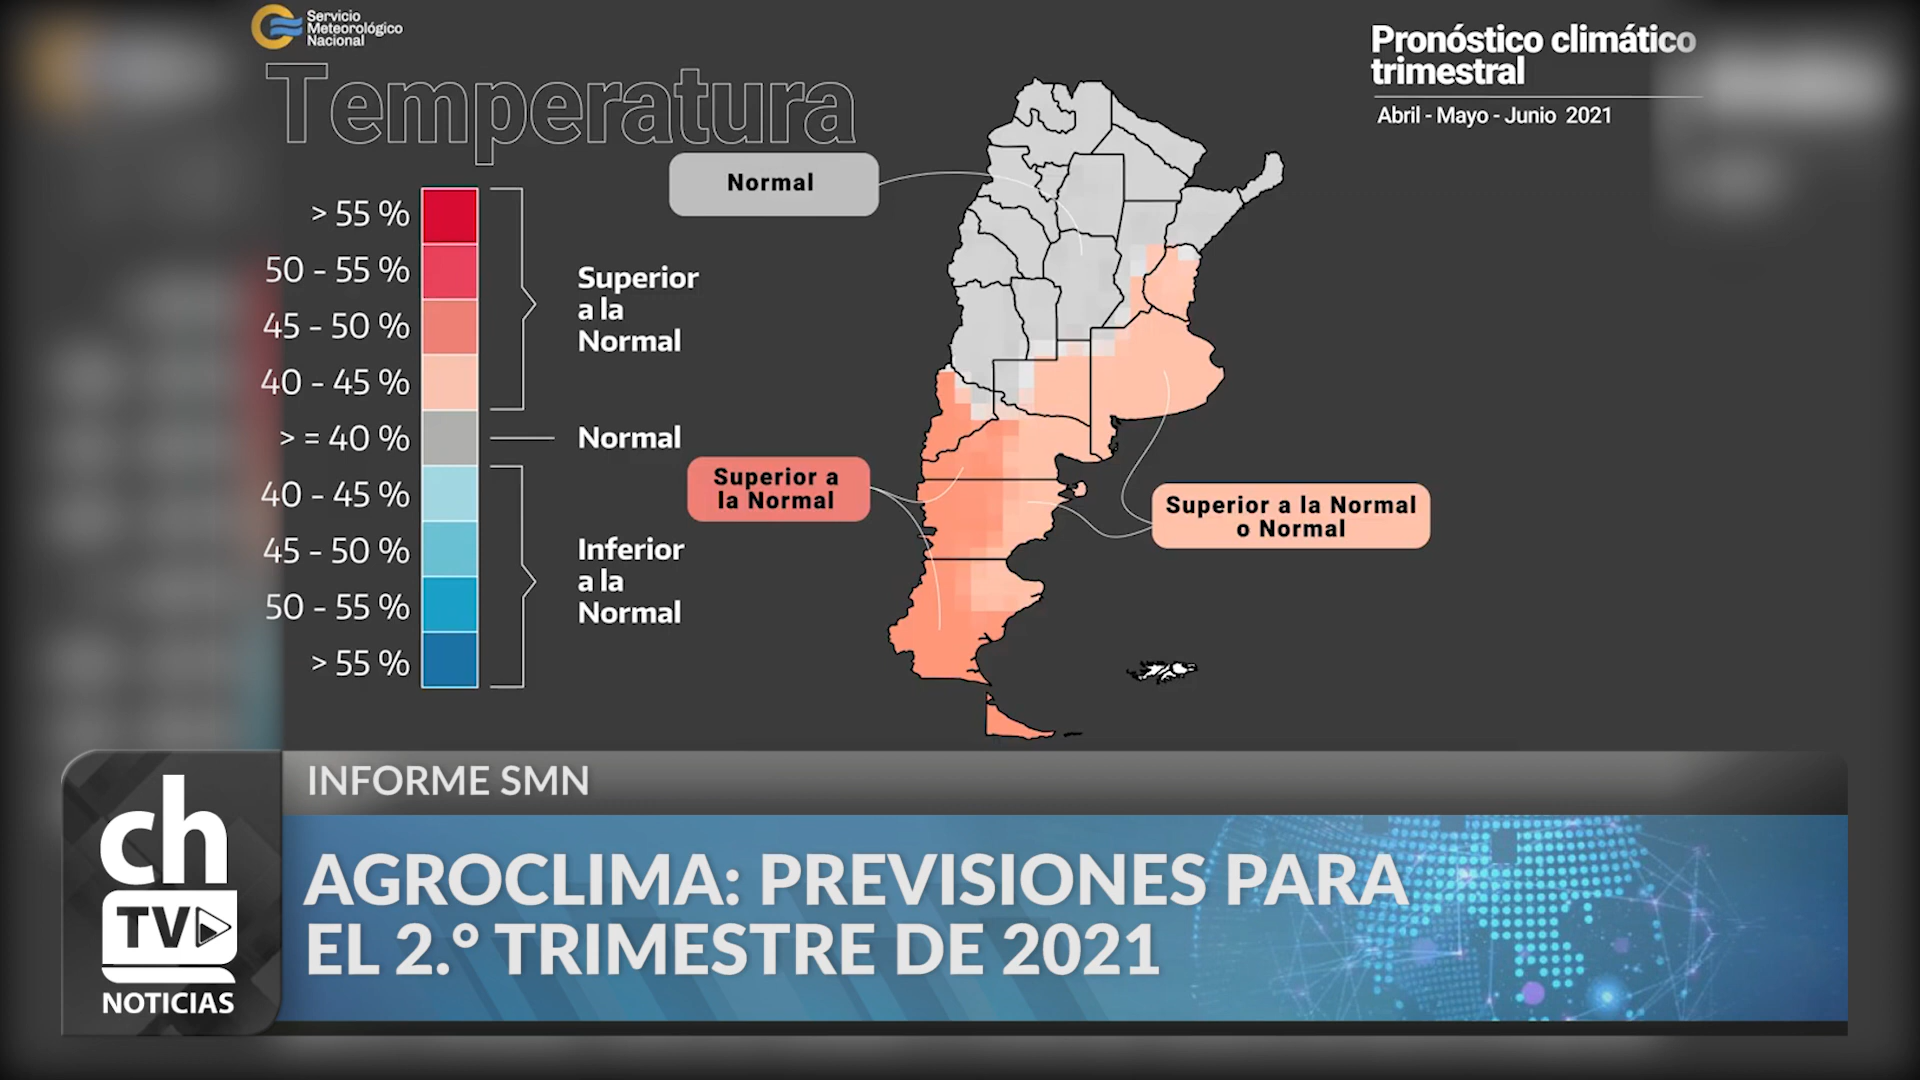 Servicio
Meteorológico
Nacional
Temperatura
Pronóstico climático
trimestral
Abril - Mayo - Junio 2021
Normal
> 55 %
50 - 55 %
45 - 50 %
40 - 45 %
> = 40 %
40 - 45 %
45 - 50 %
50 - 55 %
> 55 %
Superior
a la
Normal
Normal
Inferior
a la
Normal
Superior a
la Normal
Superior a la Normal
o Normal
INFORME SMN
AGROCLIMA: PREVISIONES PARA
EL 2.° TRIMESTRE DE 2021
ch
TV
NOTICIAS